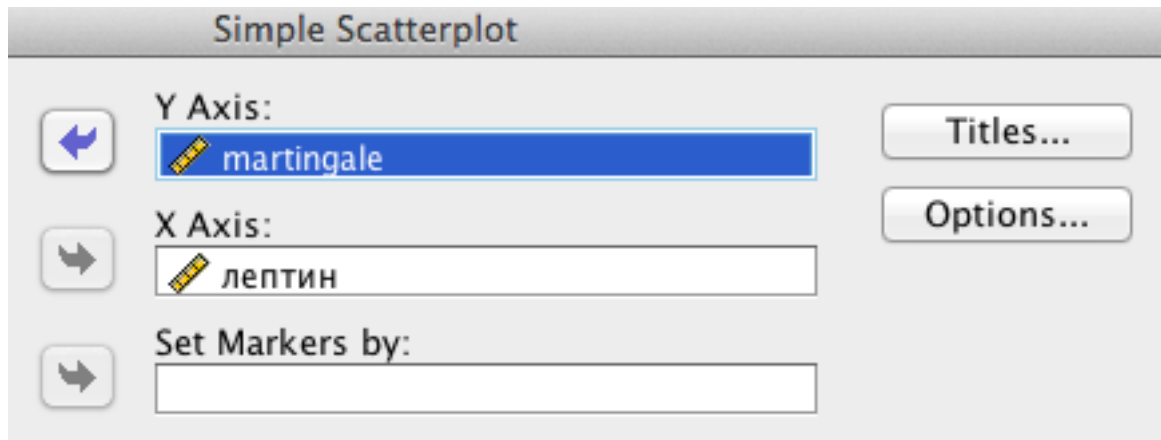 Simple Scatterplot
Y Axis:
martingale
Titles...
X Axis:
лептин
Options...
Set Markers by: